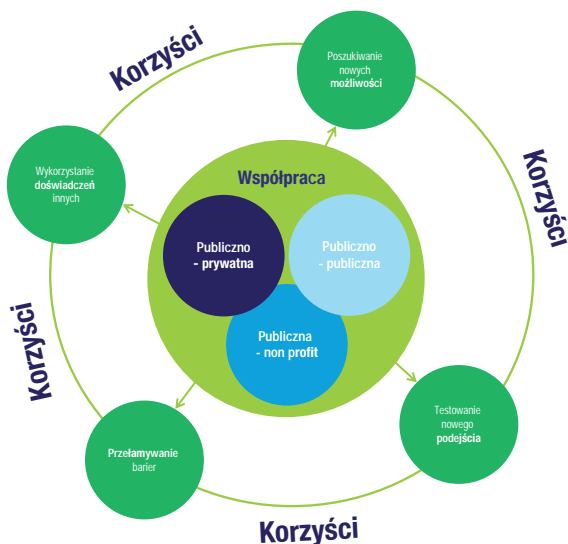 Korzyści
Poszukiwanie
nowych
możliwości
Wykorzystanie
doświadczeń
innych
Współpraca
Korzyści
Publiczno
- prywatna
Publiczno
- publiczna
Publiczna
- non profit
Korzyści
Testowanie
nowego
podejścia
Przełamywanie
barier
Korzyści